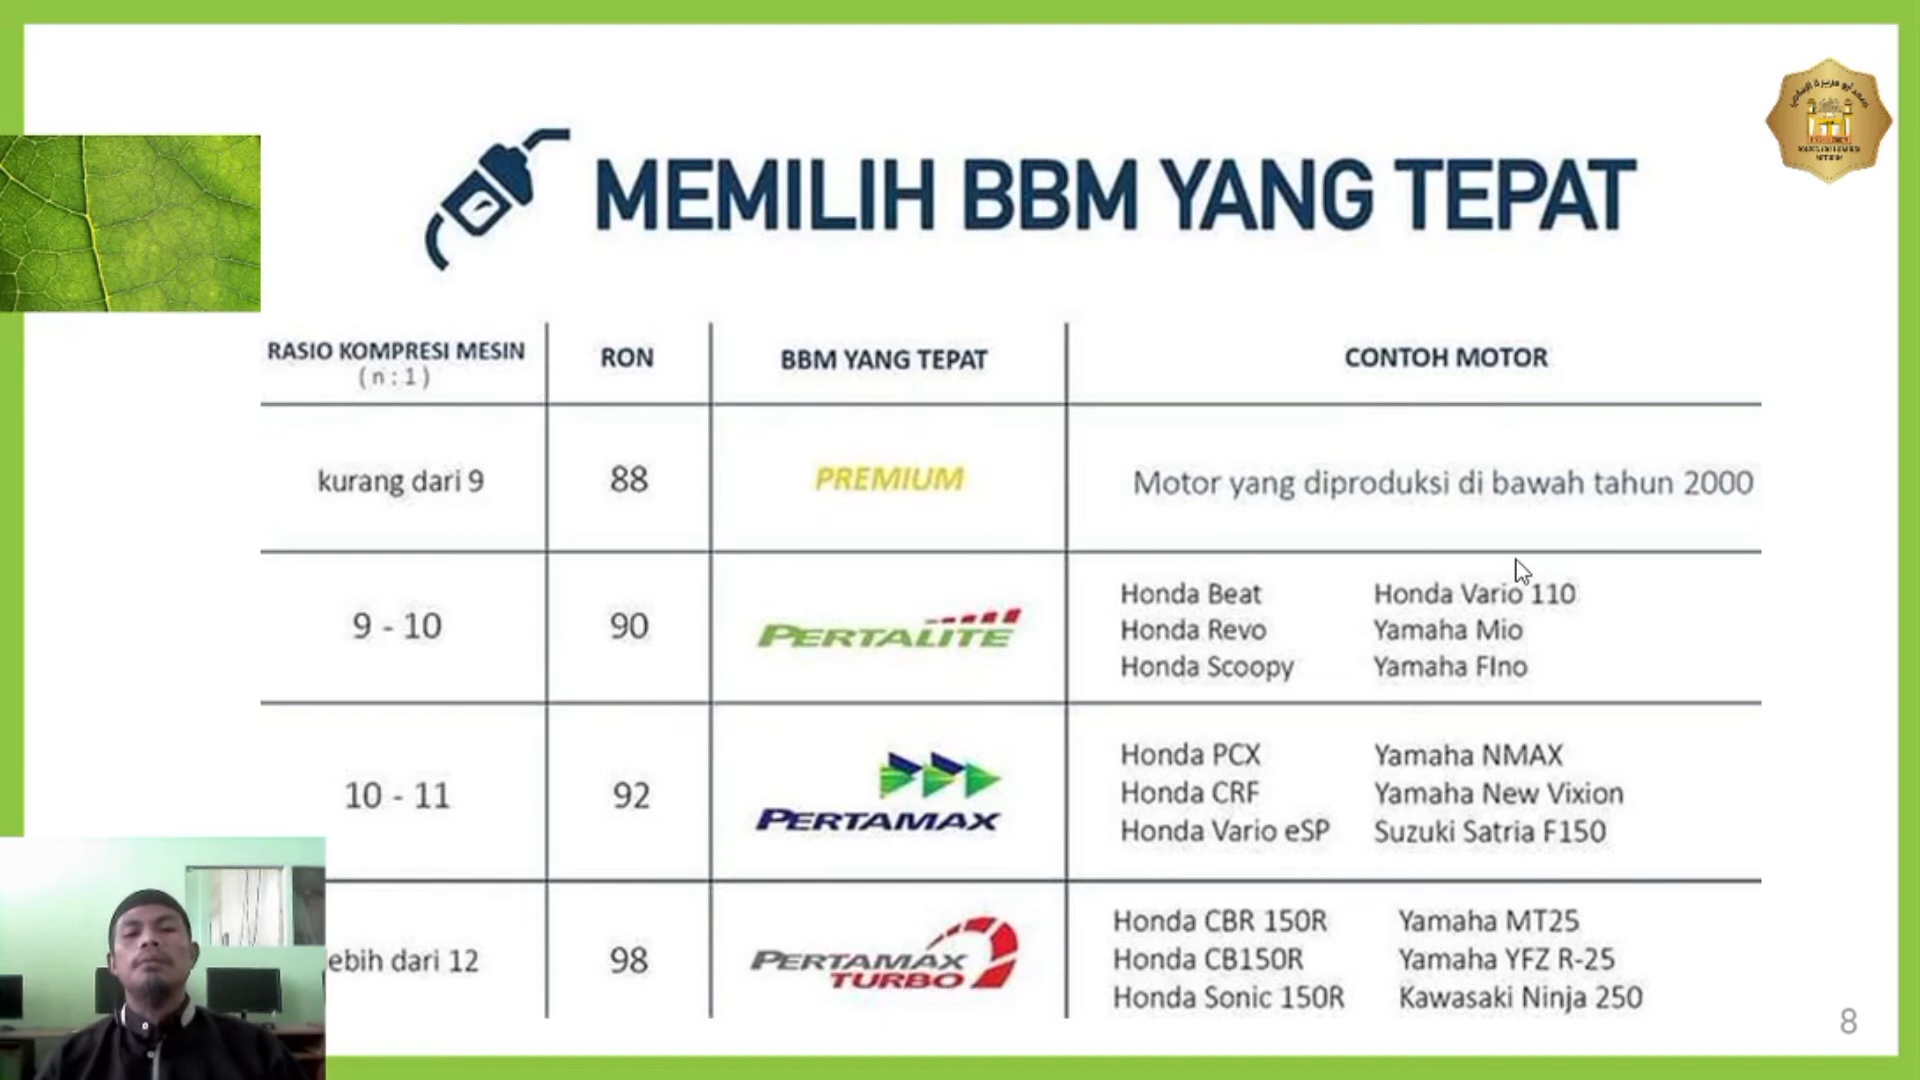 MEMILIH BBM YANG TEPAT
RASIO KOMPRESI MESIN
( n : 1 )
RON
BBM YANG TEPAT
CONTOH MOTOR
kurang dari 9
88
PREMIUM
Motor yang diproduksi di bawah tahun 2000
9 - 10
90
PERTALITE
Honda Beat
Honda Vario 110
Honda Revo
Yamaha Mio
Honda Scoopy
Yamaha FIno
10 - 11
92
PERTAMAX
Honda PCX
Yamaha NMAX
Honda CRF
Yamaha New Vixion
Honda Vario eSP
Suzuki Satria F150
ebih dari 12
98
PERTAMAX
TURBO
Honda CBR 150R
Yamaha MT25
Honda CB150R
Yamaha YFZ R-25
Honda Sonic 150R
Kawasaki Ninja 250
8